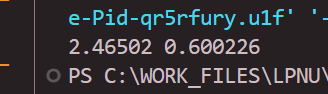 e-Pid-qr5rfury.u1f' '-
2.46502 0.600226
PS C:\WORK_FILES\LPNU\